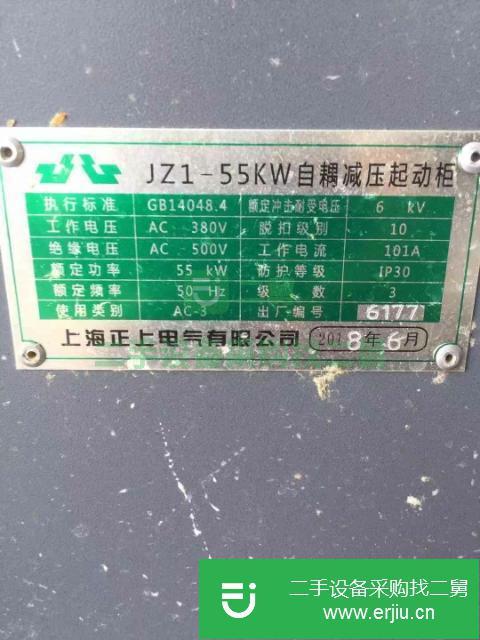 JZ1-55KW自耦减压起动柜
执行标准 GB14048.4 额定冲击耐受电压 6 kV
工作电压 AC 380V 脱扣级别 10
绝缘电压 AC 500V 工作电流 101A
额定功率 55 kW 防护等级 IP30
额定频率 50 Hz 级 数 3
使用类别 AC-3 出厂编号 6177
上海正上电气有限公司 2018年6月
二手设备采购找二舅
www.erjiu.cn